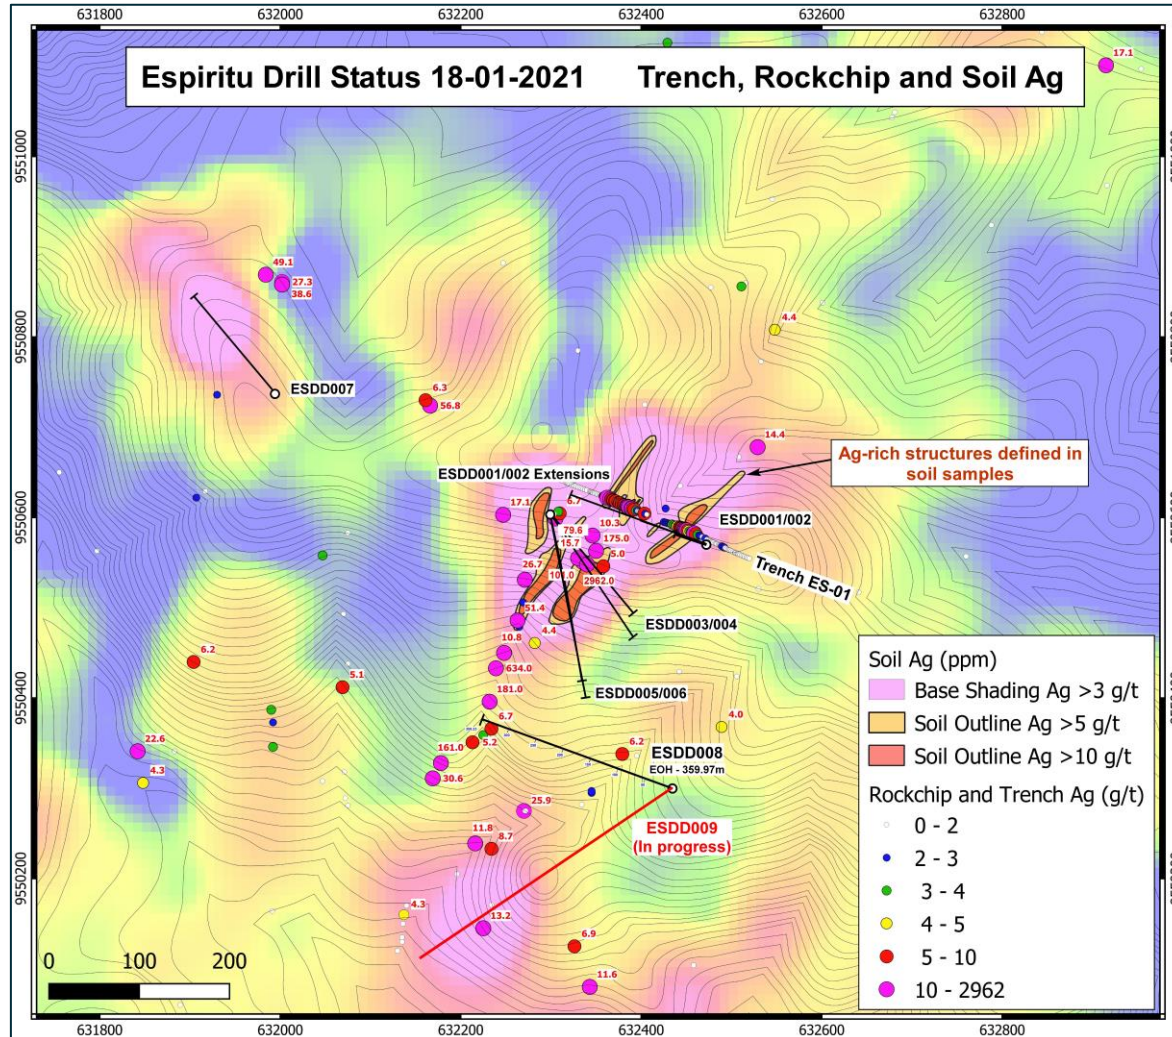 631800 632000 632200 632400 632600 632800
Espiritu Drill Status 18-01-2021 Trench, Rockchip and Soil Ag
17.1
9551000
49.1
27.3
38.6
9550800
4.4
ESDD007
6.3
56.8
14.4
Ag-rich structures defined in
soil samples
ESDD001/002 Extensions
9550600
17.1
6.7
ESDD001/002
79.6
10.3
15.7
175.0
5.0
Trench ES-01
26.7
101.0
2962.0
51.4
ESDD003/004
4.4
10.8
6.2
634.0
5.1
ESDD005/006
9550400
181.0
4.0
6.7
5.2
6.2
ESDD008
EOH - 359.97m
22.6
161.0
4.3
30.6
25.9
ESDD009
(In progress)
11.8
8.7
9550200
4.3
13.2
6.9
11.6
0 100 200
Soil Ag (ppm)
Base Shading Ag >3 g/t
Soil Outline Ag >5 g/t
Soil Outline Ag >10 g/t
Rockchip and Trench Ag (g/t)
0 - 2
2 - 3
3 - 4
4 - 5
5 - 10
10 - 2962
631800 632000 632200 632400 632600 632800